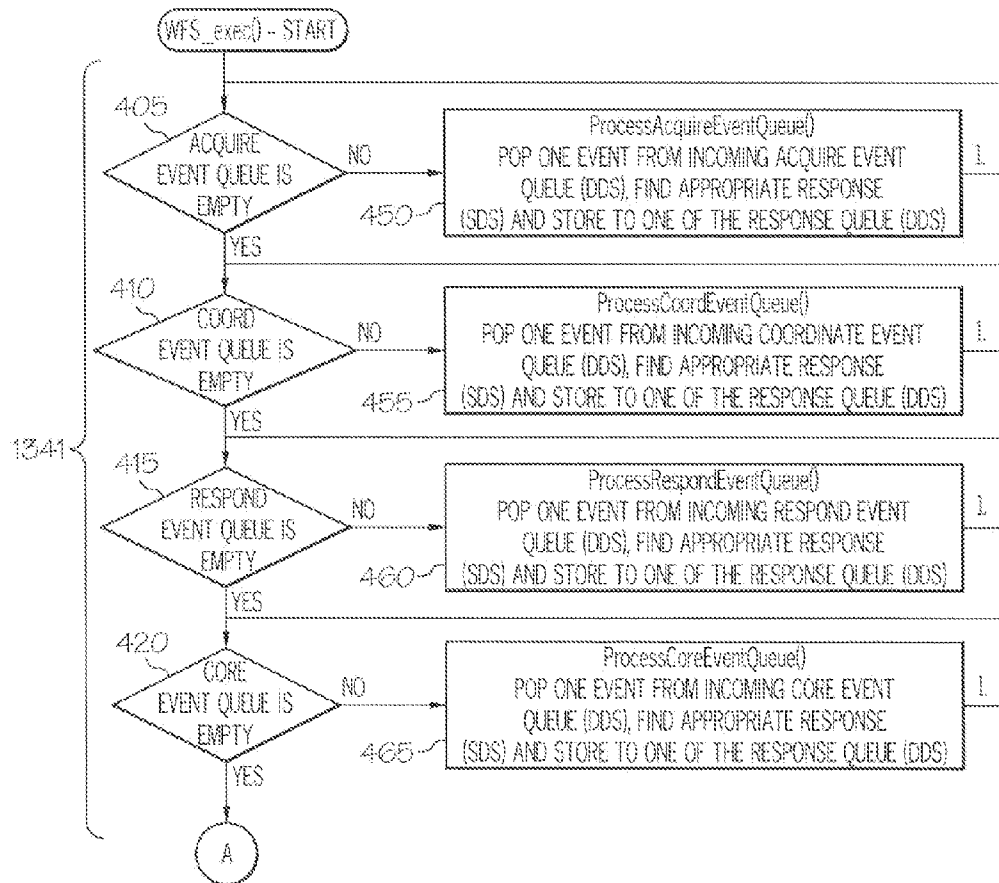 WFS_exec() - START
405
ACQUIRE
EVENT QUEUE IS
EMPTY
NO
YES
ProcessAcquireEventQueue()
POP ONE EVENT FROM INCOMING ACQUIRE EVENT
QUEUE (DDS), FIND APPROPRIATE RESPONSE
(SDS) AND STORE TO ONE OF THE RESPONSE QUEUE (DDS)
450
1.
410
COORD
EVENT QUEUE IS
EMPTY
NO
YES
ProcessCoordEventQueue()
POP ONE EVENT FROM INCOMING COORDINATE EVENT
QUEUE (DDS), FIND APPROPRIATE RESPONSE
(SDS) AND STORE TO ONE OF THE RESPONSE QUEUE (DDS)
455
1.
1341
415
RESPOND
EVENT QUEUE IS
EMPTY
NO
YES
ProcessRespondEventQueue()
POP ONE EVENT FROM INCOMING RESPOND EVENT
QUEUE (DDS), FIND APPROPRIATE RESPONSE
(SDS) AND STORE TO ONE OF THE RESPONSE QUEUE (DDS)
460
1.
420
CORE
EVENT QUEUE IS
EMPTY
NO
YES
ProcessCoreEventQueue()
POP ONE EVENT FROM INCOMING CORE EVENT
QUEUE (DDS), FIND APPROPRIATE RESPONSE
(SDS) AND STORE TO ONE OF THE RESPONSE QUEUE (DDS)
465
1.
A